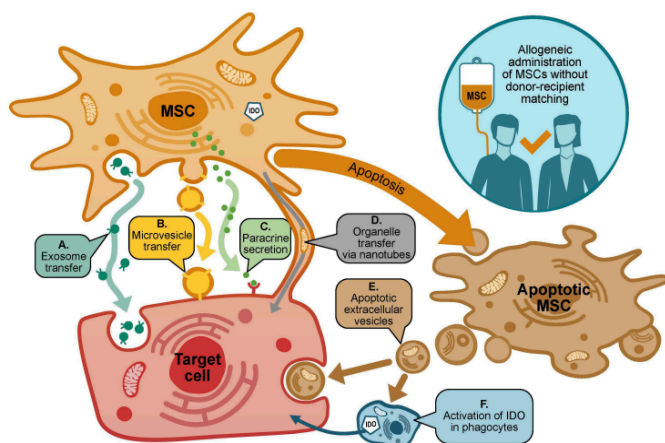 MSC
IDO
Allogeneic administration
of MSCs without
donor-recipient
matching
MSC
Apoptosis
A.
Exosome
transfer
B.
Microvesicle
transfer
C.
Paracrine
secretion
D.
Organelle
transfer
via nanotubes
E.
Apoptotic
extracellular
vesicles
Apoptotic
MSC
Target
cell
IDO
F.
Activation of IDO
in phagocytes